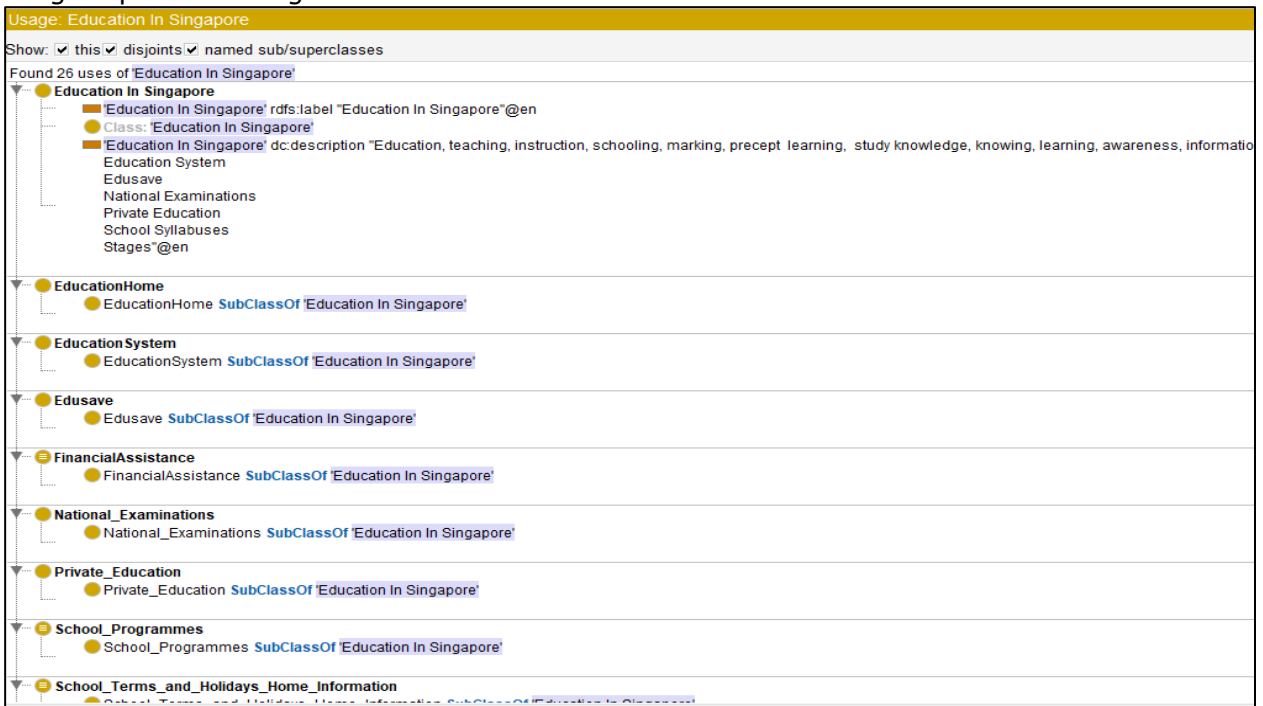 Usage: Education In Singapore
Show: this disjoints named sub/superclasses
Found 26 uses of 'Education In Singapore'
Education In Singapore
'Education In Singapore' rdfs:label "Education In Singapore"@en
Class: 'Education In Singapore'
'Education In Singapore' dc:description "Education, teaching, instruction, schooling, marking, precept learning, study knowledge, knowing, learning, awareness, informatio
Education System
Edusave
National Examinations
Private Education
School Syllabuses
Stages"@en
EducationHome
EducationHome SubClassOf 'Education In Singapore'
EducationSystem
EducationSystem SubClassOf 'Education In Singapore'
Edusave
Edusave SubClassOf 'Education In Singapore'
FinancialAssistance
FinancialAssistance SubClassOf 'Education In Singapore'
National_Examinations
National_Examinations SubClassOf 'Education In Singapore'
Private_Education
Private_Education SubClassOf 'Education In Singapore'
School_Programmes
School_Programmes SubClassOf 'Education In Singapore'
School_Terms_and_Holidays_Home_Information
School_Terms_and_Holidays_Home_Information SubClassOf 'Education In Singapore'